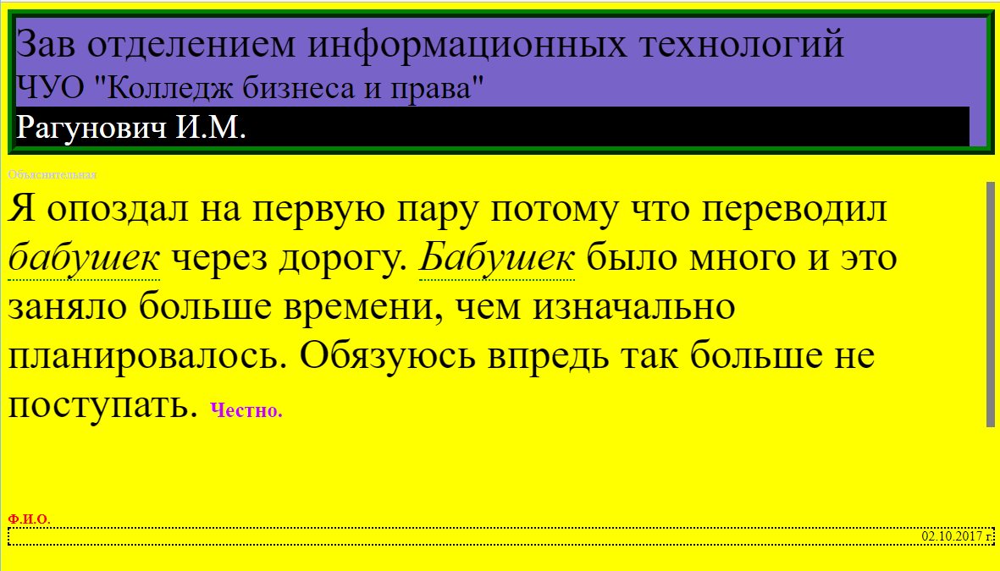 Зав отделением информационных технологий
ЧУО "Колледж бизнеса и права"
Рагунович И.М.
Объяснительная
Я опоздал на первую пару потому что переводил
бабушек через дорогу. Бабушек было много и это
заняло больше времени, чем изначально
планировалось. Обязуюсь впредь так больше не
поступать. Честно.
Ф.И.О.
02.10.2017 г.